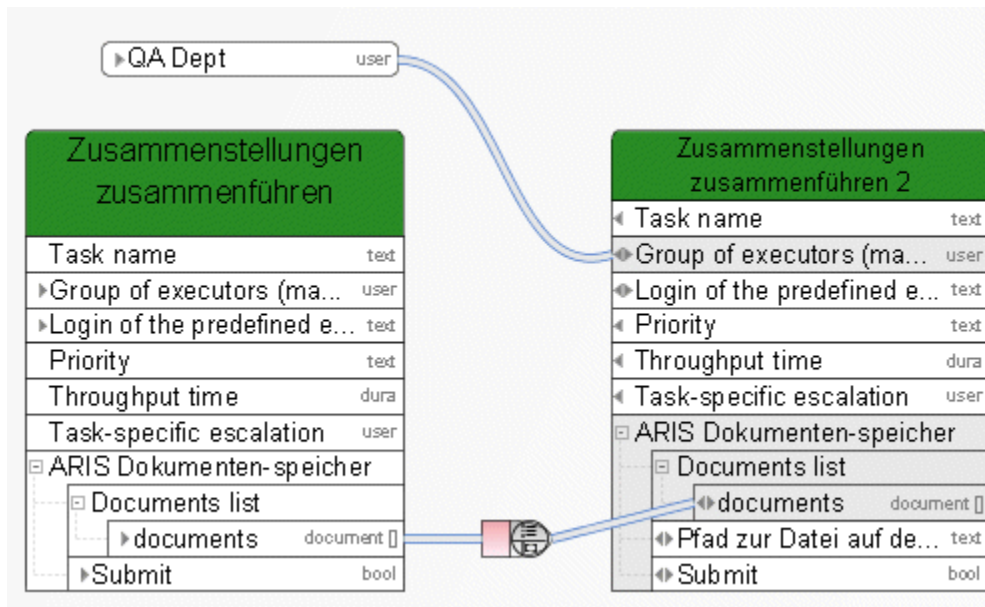 QA Dept user
Zusammenstellungen
zusammenführen
Task name text
Group of executors (ma... user
Login of the predefined e... text
Priority text
Throughput time dura
Task-specific escalation user
ARIS Dokumenten-speicher
Documents list
documents document []
Submit bool
Zusammenstellungen
zusammenführen 2
Task name text
Group of executors (ma... user
Login of the predefined e... text
Priority text
Throughput time dura
Task-specific escalation user
ARIS Dokumenten-speicher
Documents list
documents document []
Pfad zur Datei auf de... text
Submit bool